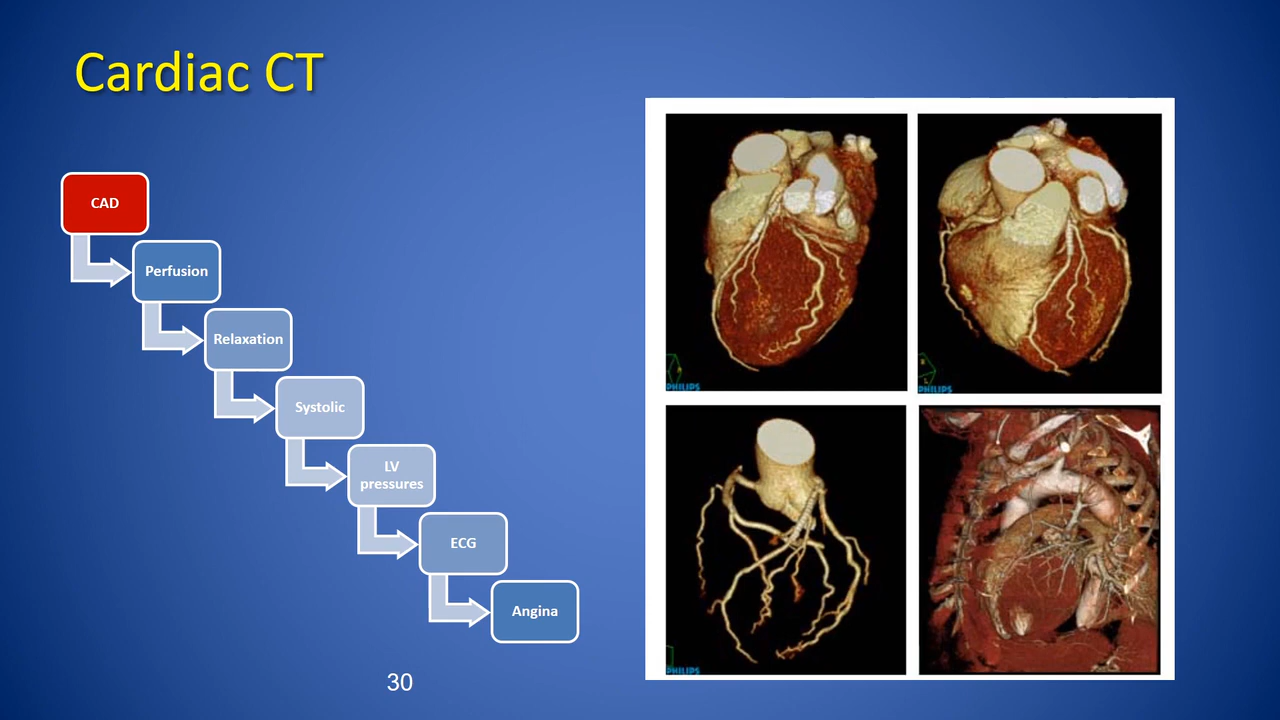 Cardiac CT
CAD
Perfusion
Relaxation
Systolic
LV
pressures
ECG
Angina
30
PHILIPS
PHILIPS
PHILIPS